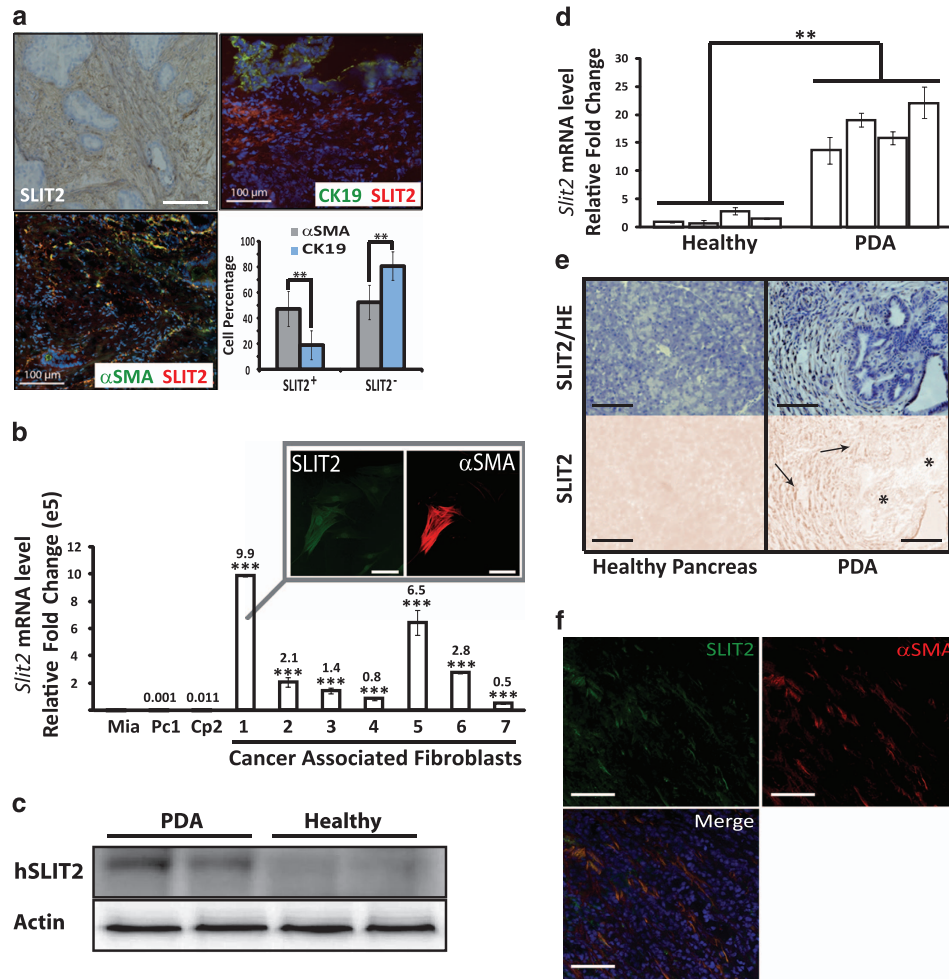 a
SLIT2
CK19 SLIT2
100 µm
αSMA SLIT2
100 µm
αSMA
CK19
**
**
Cell Percentage
100
80
60
40
20
0
SLIT2⁺
SLIT2⁻
b
SLIT2
αSMA
Slit2 mRNA level
Relative Fold Change (e5)
12
10
8
6
4
2
0.001
0.011
9.9
***
2.1
***
1.4
***
0.8
***
6.5
***
2.8
***
0.5
***
Mia Pc1 Cp2 1 2 3 4 5 6 7
Cancer Associated Fibroblasts
c
PDA Healthy
hSLIT2
Actin
d
**
Slit2 mRNA level
Relative Fold Change
30
25
20
15
10
5
0
Healthy PDA
e
SLIT2/HE
SLIT2
*
*
Healthy Pancreas PDA
f
SLIT2
αSMA
Merge